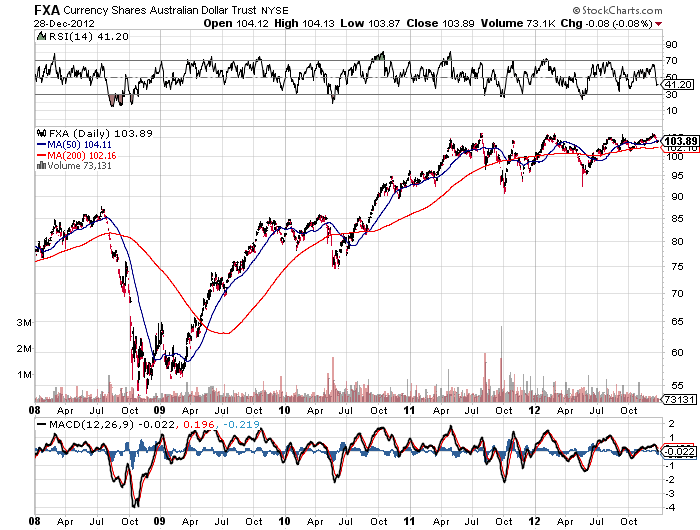 FXA Currency Shares Australian Dollar Trust NYSE © StockCharts.com
28-Dec-2012 Open 104.12 High 104.13 Low 103.87 Close 103.89 Volume 73.1K Chg -0.08 (-0.08%)
RSI(14) 41.20
90
70
50
41.20
30
10
FXA (Daily) 103.89
MA(50) 104.11
MA(200) 102.16
Volume 73,131
103.89
100
95
90
85
80
75
70
65
60
55
3M
2M
1M
73131
08 Apr Jul Oct 09 Apr Jul Oct 10 Apr Jul Oct 11 Apr Jul Oct 12 Apr Jul Oct
MACD(12,26,9) -0.022, 0.196, -0.219
2
1
-0.022
-1
-2
-3
-4
08 Apr Jul Oct 09 Apr Jul Oct 10 Apr Jul Oct 11 Apr Jul Oct 12 Apr Jul Oct